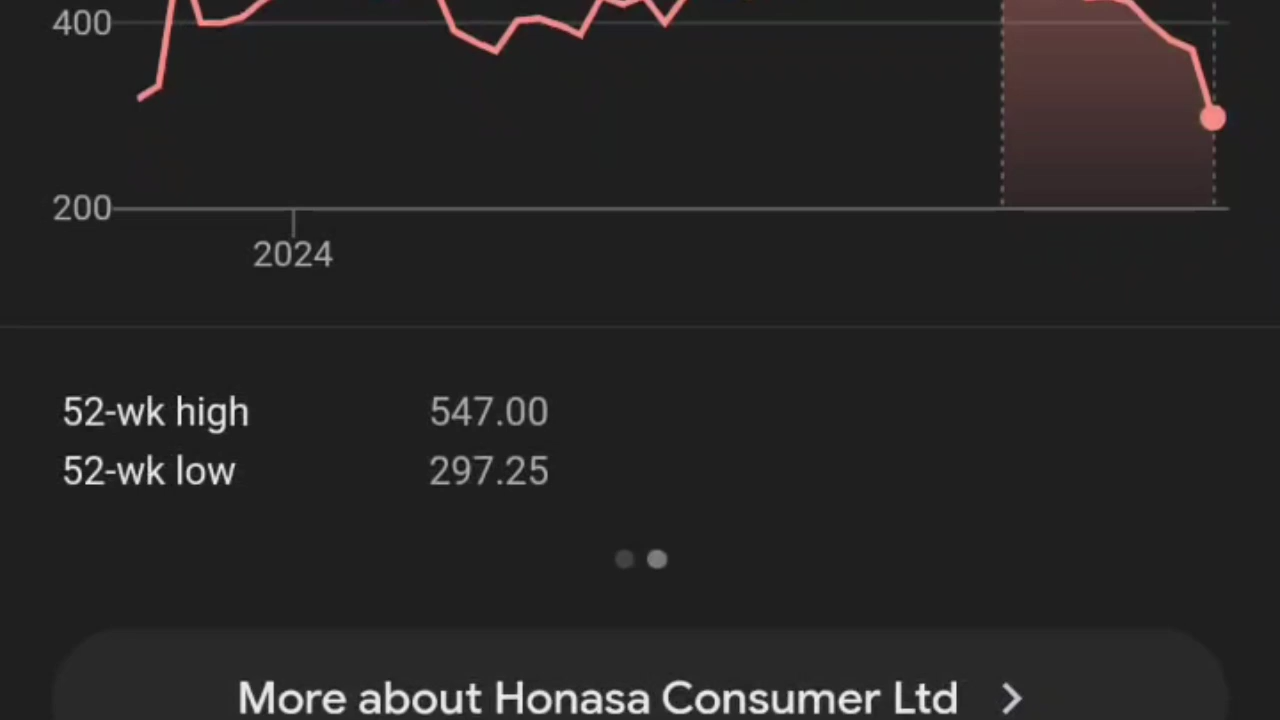 400
200
2024
52-wk high 547.00
52-wk low 297.25
More about Honasa Consumer Ltd